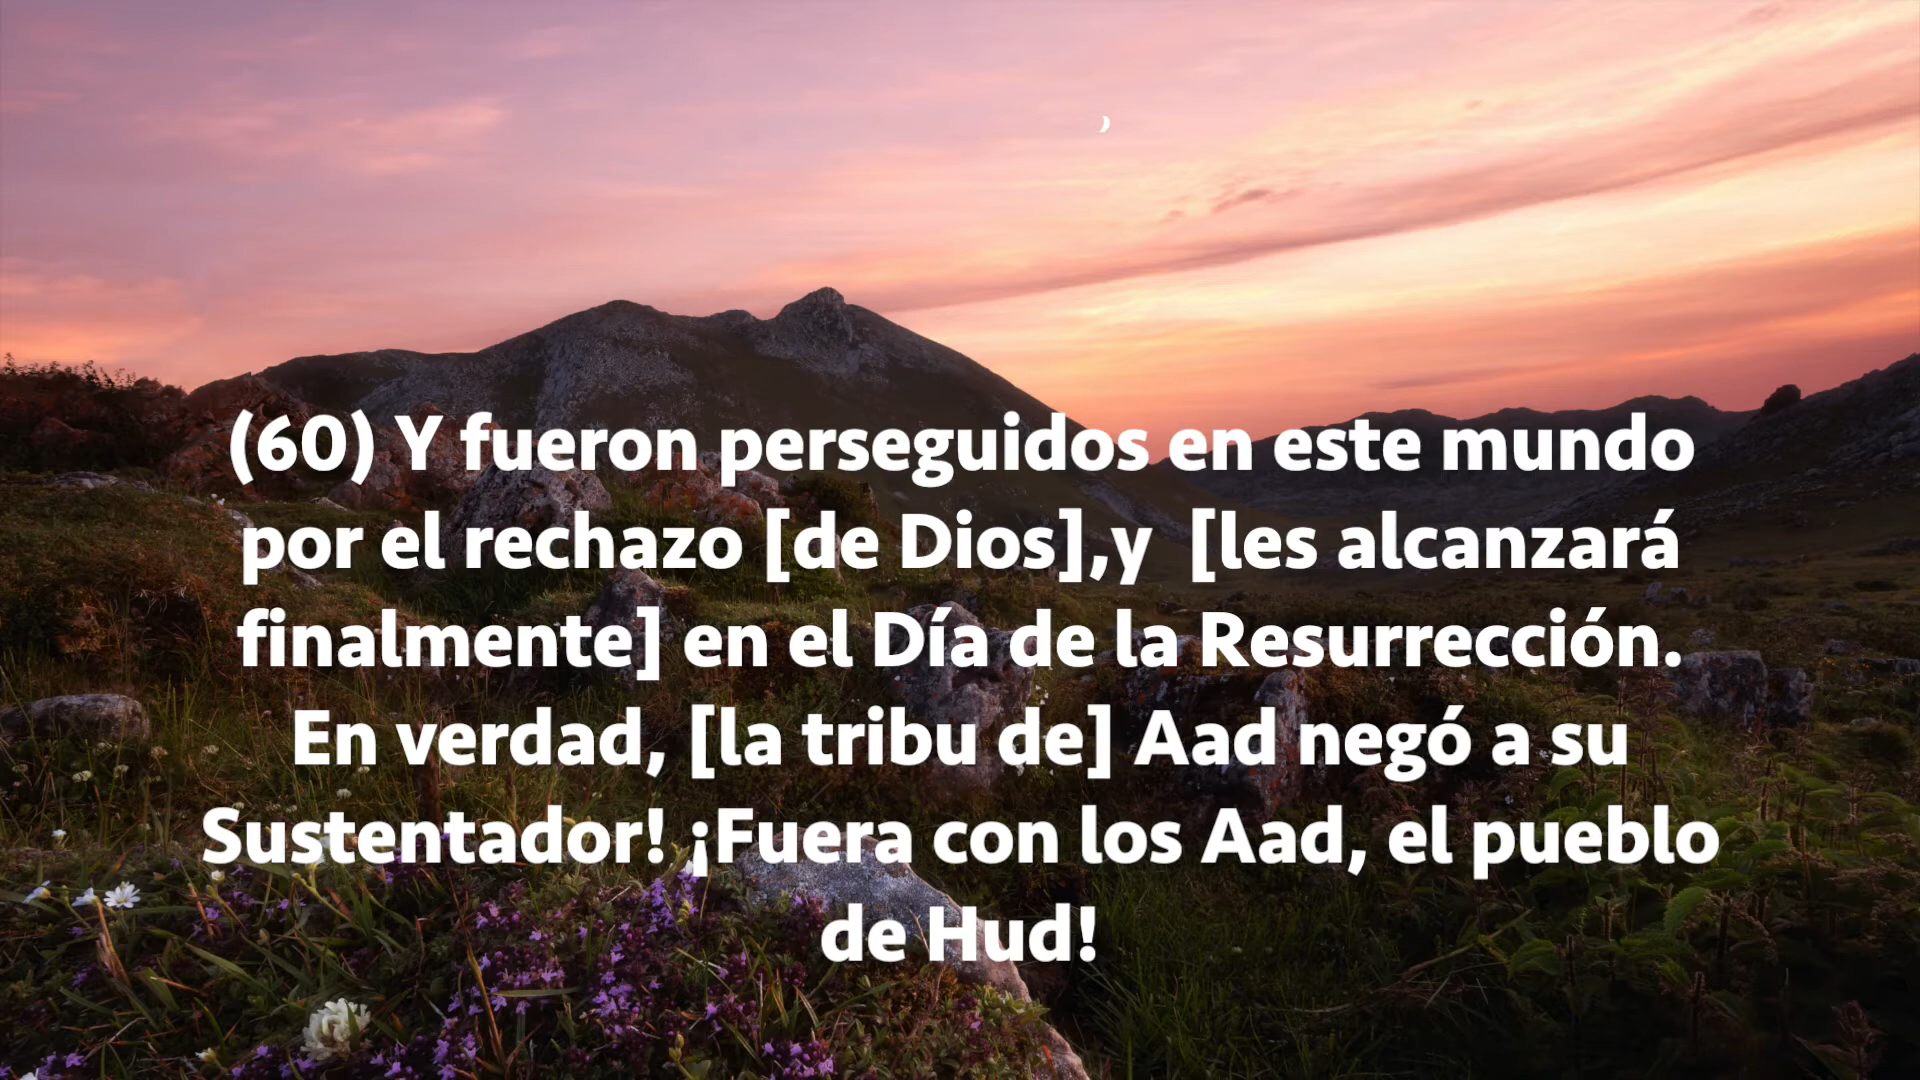 (60) Y fueron perseguidos en este mundo
por el rechazo [de Dios],y  [les alcanzará
finalmente] en el Día de la Resurrección.
En verdad, [la tribu de] Aad negó a su
Sustentador! ¡Fuera con los Aad, el pueblo
de Hud!